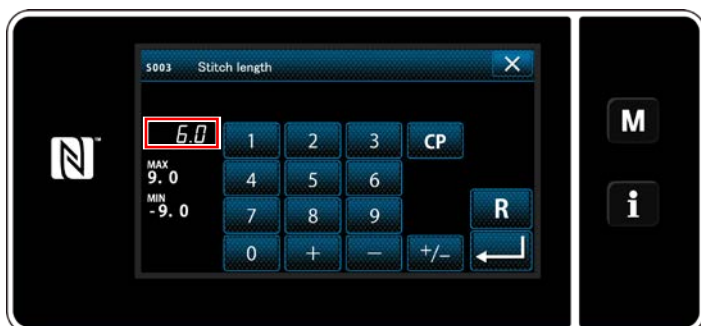 S003 Stitch length X
6.0 1 2 3 CP
MAX
9.0 4 5 6
MIN
-9.0 7 8 9 R
0 + − +/−
N
M
i